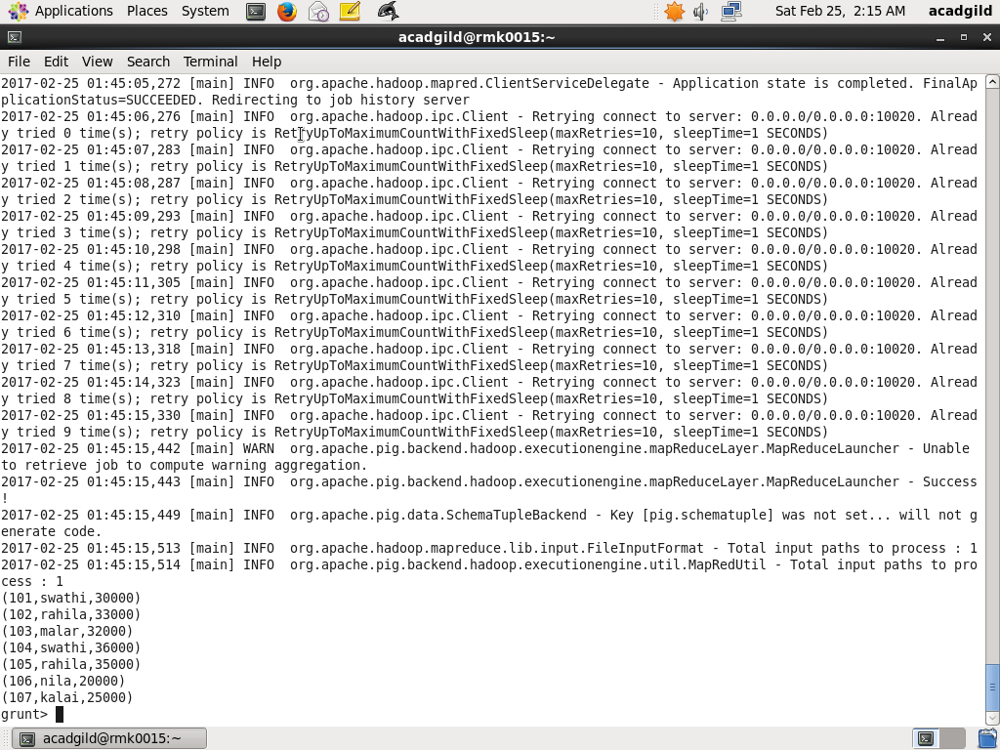 Applications Places System Sat Feb 25, 2:15 AM acadgild
acadgild@rmk0015:~
File Edit View Search Terminal Help
2017-02-25 01:45:05,272 [main] INFO  org.apache.hadoop.mapred.ClientServiceDelegate - Application state is completed. FinalAp
plicationStatus=SUCCEEDED. Redirecting to job history server
2017-02-25 01:45:06,276 [main] INFO  org.apache.hadoop.ipc.Client - Retrying connect to server: 0.0.0.0/0.0.0.0:10020. Alread
y tried 0 time(s); retry policy is RetryUpToMaximumCountWithFixedSleep(maxRetries=10, sleepTime=1 SECONDS)
2017-02-25 01:45:07,283 [main] INFO  org.apache.hadoop.ipc.Client - Retrying connect to server: 0.0.0.0/0.0.0.0:10020. Alread
y tried 1 time(s); retry policy is RetryUpToMaximumCountWithFixedSleep(maxRetries=10, sleepTime=1 SECONDS)
2017-02-25 01:45:08,287 [main] INFO  org.apache.hadoop.ipc.Client - Retrying connect to server: 0.0.0.0/0.0.0.0:10020. Alread
y tried 2 time(s); retry policy is RetryUpToMaximumCountWithFixedSleep(maxRetries=10, sleepTime=1 SECONDS)
2017-02-25 01:45:09,293 [main] INFO  org.apache.hadoop.ipc.Client - Retrying connect to server: 0.0.0.0/0.0.0.0:10020. Alread
y tried 3 time(s); retry policy is RetryUpToMaximumCountWithFixedSleep(maxRetries=10, sleepTime=1 SECONDS)
2017-02-25 01:45:10,298 [main] INFO  org.apache.hadoop.ipc.Client - Retrying connect to server: 0.0.0.0/0.0.0.0:10020. Alread
y tried 4 time(s); retry policy is RetryUpToMaximumCountWithFixedSleep(maxRetries=10, sleepTime=1 SECONDS)
2017-02-25 01:45:11,305 [main] INFO  org.apache.hadoop.ipc.Client - Retrying connect to server: 0.0.0.0/0.0.0.0:10020. Alread
y tried 5 time(s); retry policy is RetryUpToMaximumCountWithFixedSleep(maxRetries=10, sleepTime=1 SECONDS)
2017-02-25 01:45:12,310 [main] INFO  org.apache.hadoop.ipc.Client - Retrying connect to server: 0.0.0.0/0.0.0.0:10020. Alread
y tried 6 time(s); retry policy is RetryUpToMaximumCountWithFixedSleep(maxRetries=10, sleepTime=1 SECONDS)
2017-02-25 01:45:13,318 [main] INFO  org.apache.hadoop.ipc.Client - Retrying connect to server: 0.0.0.0/0.0.0.0:10020. Alread
y tried 7 time(s); retry policy is RetryUpToMaximumCountWithFixedSleep(maxRetries=10, sleepTime=1 SECONDS)
2017-02-25 01:45:14,323 [main] INFO  org.apache.hadoop.ipc.Client - Retrying connect to server: 0.0.0.0/0.0.0.0:10020. Alread
y tried 8 time(s); retry policy is RetryUpToMaximumCountWithFixedSleep(maxRetries=10, sleepTime=1 SECONDS)
2017-02-25 01:45:15,330 [main] INFO  org.apache.hadoop.ipc.Client - Retrying connect to server: 0.0.0.0/0.0.0.0:10020. Alread
y tried 9 time(s); retry policy is RetryUpToMaximumCountWithFixedSleep(maxRetries=10, sleepTime=1 SECONDS)
2017-02-25 01:45:15,442 [main] WARN  org.apache.pig.backend.hadoop.executionengine.mapReduceLayer.MapReduceLauncher - Unable
to retrieve job to compute warning aggregation.
2017-02-25 01:45:15,443 [main] INFO  org.apache.pig.backend.hadoop.executionengine.mapReduceLayer.MapReduceLauncher - Success
!
2017-02-25 01:45:15,449 [main] INFO  org.apache.pig.data.SchemaTupleBackend - Key [pig.schematuple] was not set... will not g
enerate code.
2017-02-25 01:45:15,513 [main] INFO  org.apache.hadoop.mapreduce.lib.input.FileInputFormat - Total input paths to process : 1
2017-02-25 01:45:15,514 [main] INFO  org.apache.pig.backend.hadoop.executionengine.util.MapRedUtil - Total input paths to pro
cess : 1
(101,swathi,30000)
(102,rahila,33000)
(103,malar,32000)
(104,swathi,36000)
(105,rahila,35000)
(106,nila,20000)
(107,kalai,25000)
grunt>
acadgild@rmk0015:~